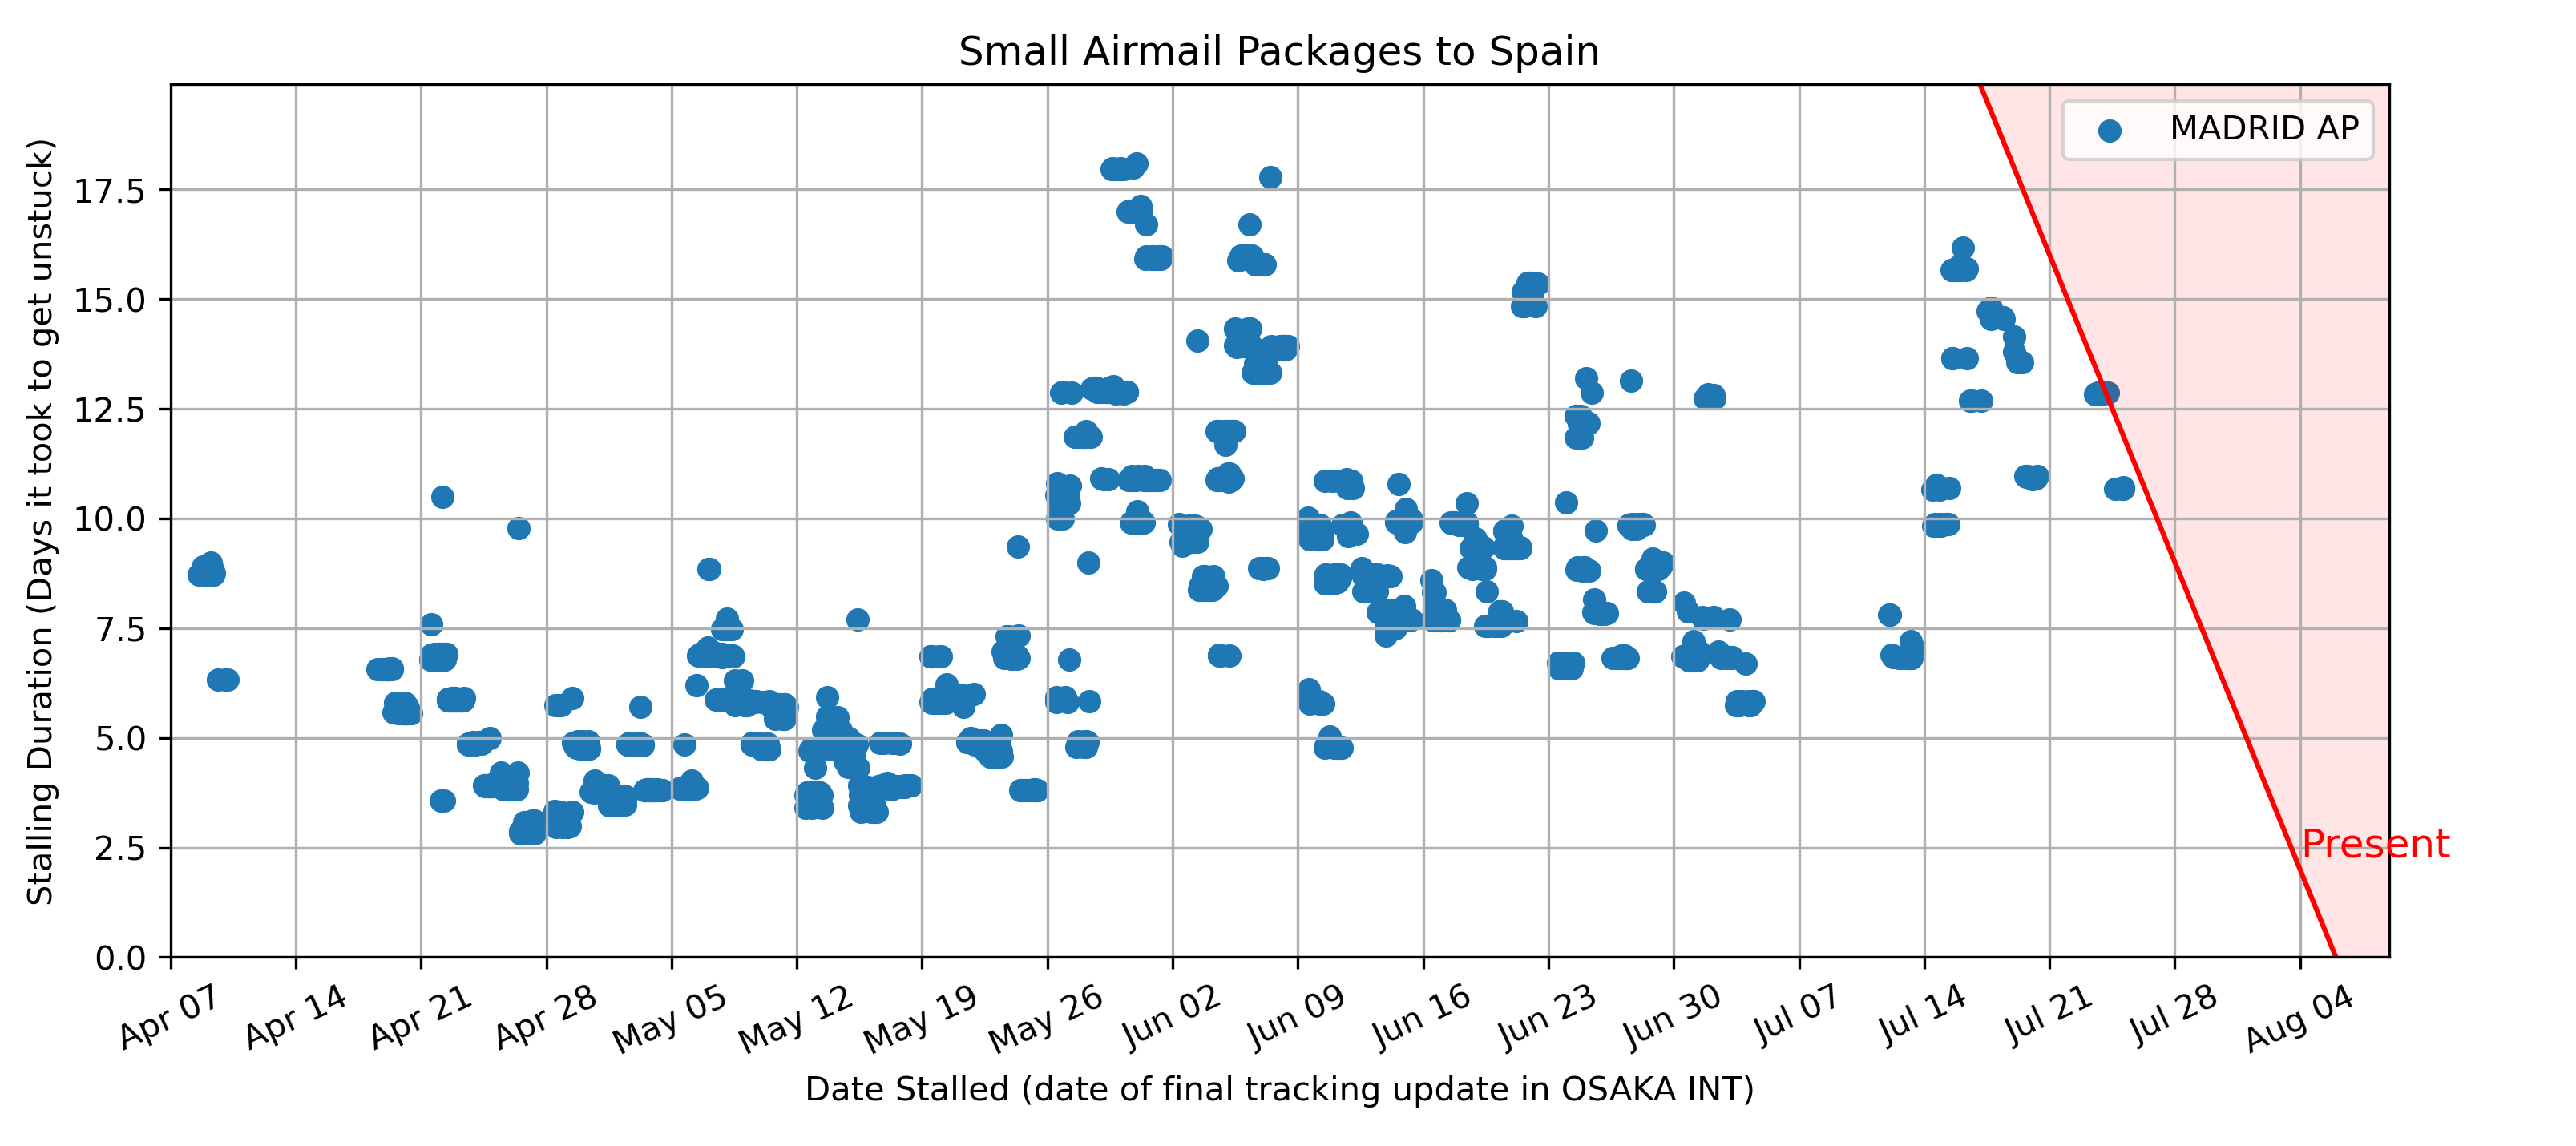 Small Airmail Packages to Spain
MADRID AP
Stalling Duration (Days it took to get unstuck)
17.5
15.0
12.5
10.0
7.5
5.0
2.5
0.0
Present
Apr 07
Apr 14
Apr 21
Apr 28
May 05
May 12
May 19
May 26
Jun 02
Jun 09
Jun 16
Jun 23
Jun 30
Jul 07
Jul 14
Jul 21
Jul 28
Aug 04
Date Stalled (date of final tracking update in OSAKA INT)